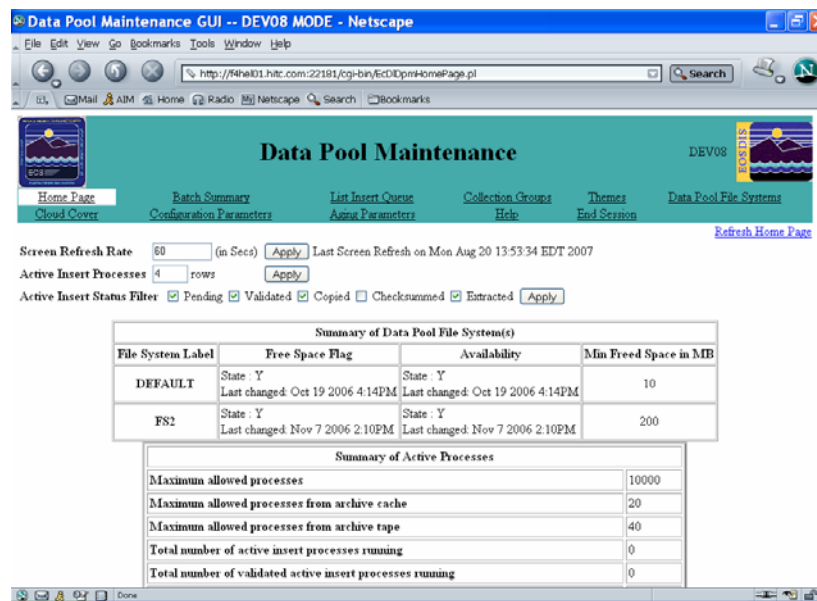 Data Pool Maintenance GUI -- DEV08 MODE - Netscape
File Edit View Go Bookmarks Tools Window Help
http://f4hel01.hitc.com:22181/cgi-bin/EcDlDpmHomePage.pl Search
Mail AIM Home Radio My Netscape Search Bookmarks
ECS
Data Pool Maintenance
DEV08
EOSDIS
Home Page Batch Summary List Insert Queue Collection Groups Themes Data Pool File Systems
Cloud Cover Configuration Parameters Aging Parameters Help End Session
Refresh Home Page
Screen Refresh Rate 60 (in Secs) Apply Last Screen Refresh on Mon Aug 20 13:53:34 EDT 2007
Active Insert Processes 4 rows Apply
Active Insert Status Filter Pending Validated Copied Checksummed Extracted Apply
Summary of Data Pool File System(s)
File System Label Free Space Flag Availability Min Freed Space in MB
DEFAULT State : Y Last changed: Oct 19 2006 4:14PM State : Y Last changed: Oct 19 2006 4:14PM 10
FS2 State : Y Last changed: Nov 7 2006 2:10PM State : Y Last changed: Nov 7 2006 2:10PM 200
Summary of Active Processes
Maximum allowed processes 10000
Maximum allowed processes from archive cache 20
Maximum allowed processes from archive tape 40
Total number of active insert processes running 0
Total number of validated active insert processes running 0
Done